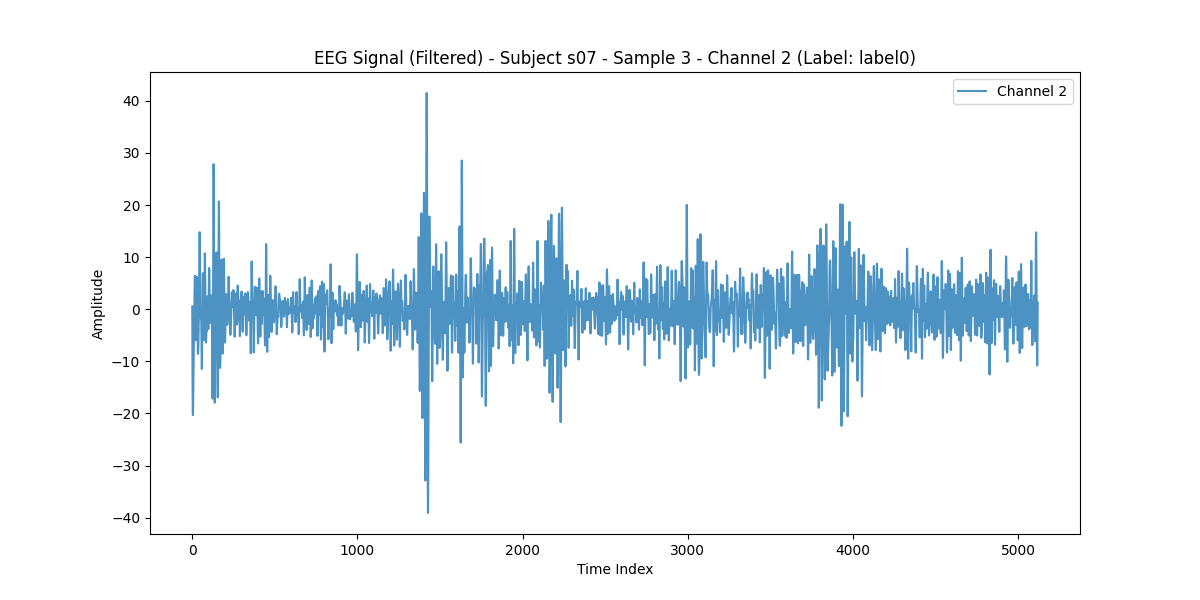 EEG Signal (Filtered) - Subject s07 - Sample 3 - Channel 2 (Label: label0)
Channel 2
40
30
20
10
0
−10
−20
−30
−40
Amplitude
0 1000 2000 3000 4000 5000
Time Index